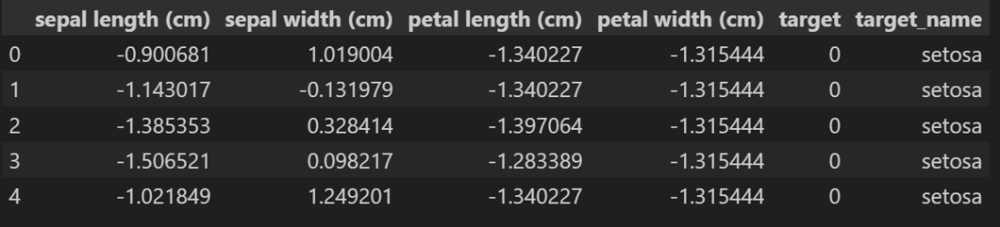 sepal length (cm) sepal width (cm) petal length (cm) petal width (cm) target target_name
0 -0.900681 1.019004 -1.340227 -1.315444 0 setosa
1 -1.143017 -0.131979 -1.340227 -1.315444 0 setosa
2 -1.385353 0.328414 -1.397064 -1.315444 0 setosa
3 -1.506521 0.098217 -1.283389 -1.315444 0 setosa
4 -1.021849 1.249201 -1.340227 -1.315444 0 setosa